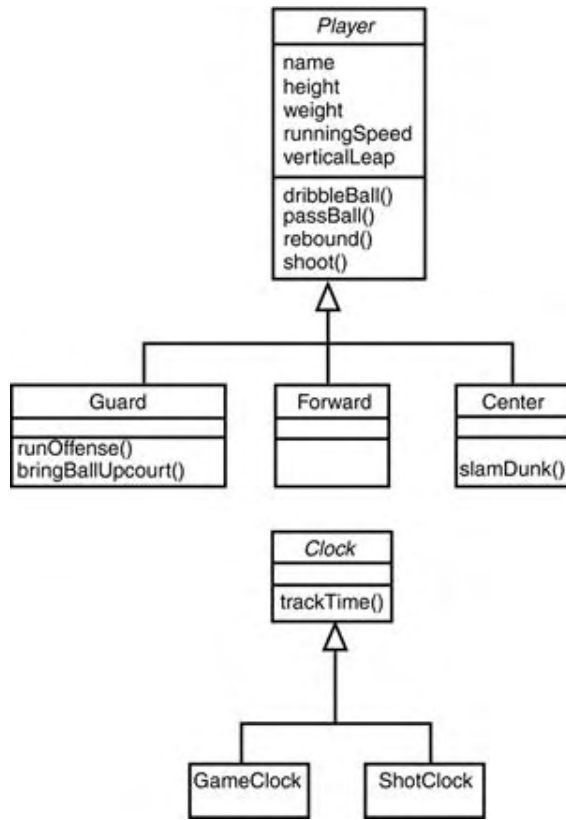 Player
name
height
weight
runningSpeed
verticalLeap
dribbleBall()
passBall()
rebound()
shoot()
Guard
runOffense()
bringBallUpcourt()
Forward
Center
slamDunk()
Clock
trackTime()
GameClock
ShotClock